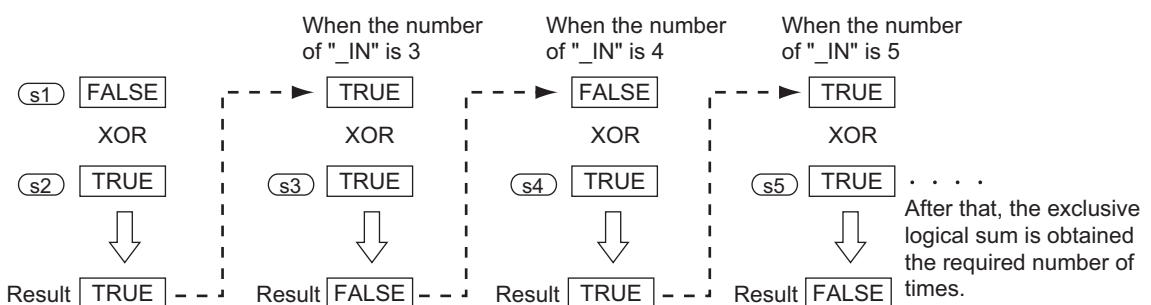 When the number
of "_IN" is 3
When the number
of "_IN" is 4
When the number
of "_IN" is 5
s1 FALSE TRUE FALSE TRUE
XOR XOR XOR XOR
s2 TRUE s3 TRUE s4 TRUE s5 TRUE . . . .
After that, the exclusive
logical sum is obtained
the required number of
times.
Result TRUE Result FALSE Result TRUE Result FALSE